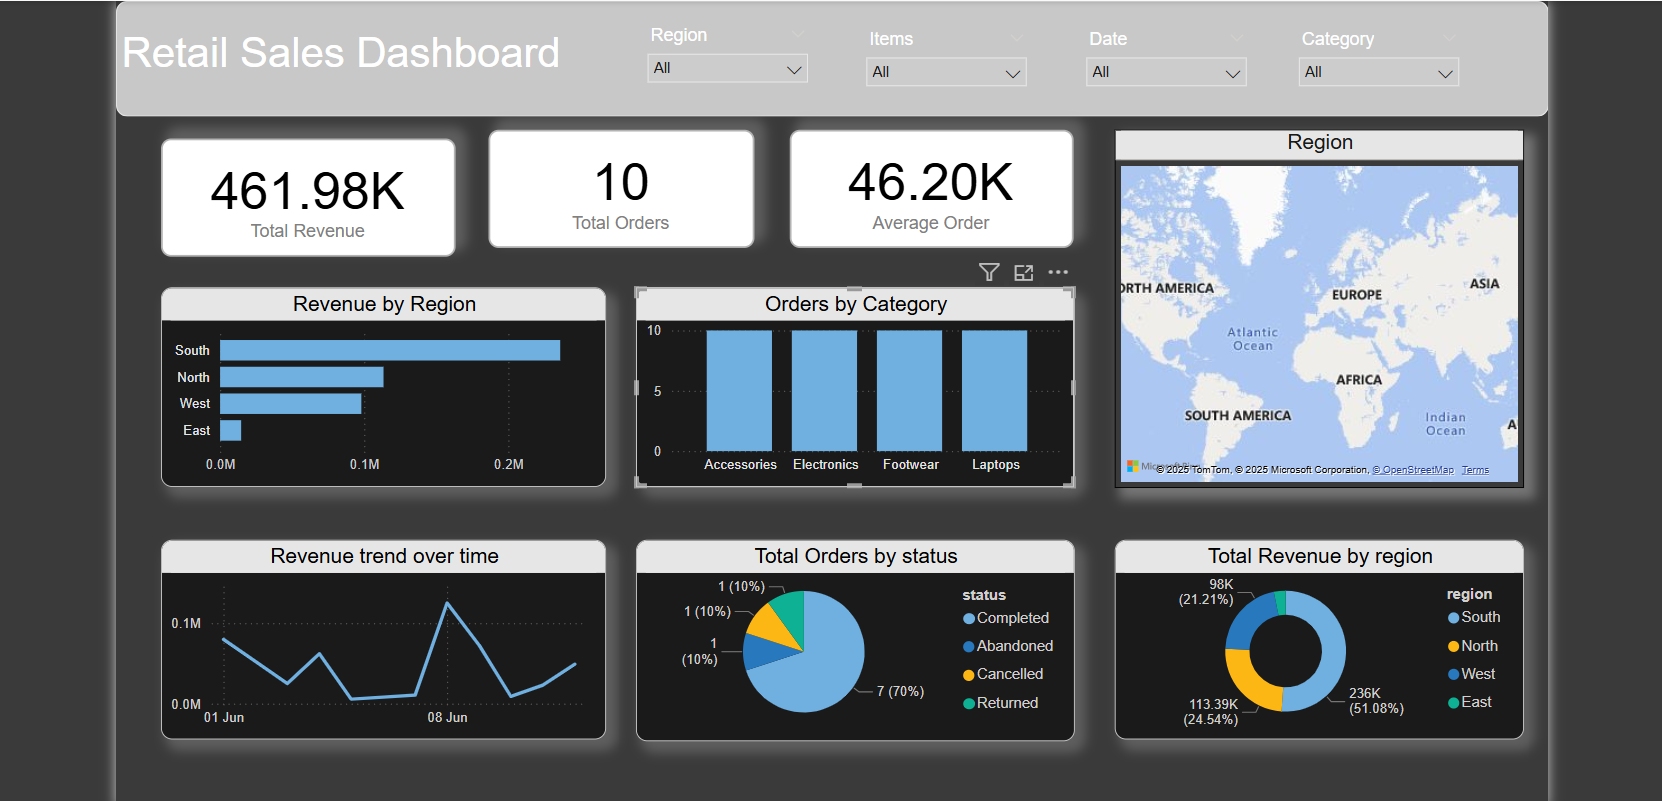 Retail Sales Dashboard
Region
All
Items
All
Date
All
Category
All
461.98K
Total Revenue
10
Total Orders
46.20K
Average Order
Region
ORTH AMERICA
EUROPE
ASIA
Atlantic
Ocean
AFRICA
SOUTH AMERICA
Indian
Ocean
A
© 2025 TomTom, © 2025 Microsoft Corporation, © OpenStreetMap Terms
Revenue by Region
South
North
West
East
0.0M 0.1M 0.2M
Orders by Category
10
5
0
Accessories Electronics Footwear Laptops
Revenue trend over time
0.1M
0.0M
01 Jun 08 Jun
Total Orders by status
1 (10%)
1 (10%)
1
(10%)
7 (70%)
status
Completed
Abandoned
Cancelled
Returned
Total Revenue by region
98K
(21.21%)
113.39K
(24.54%)
236K
(51.08%)
region
South
North
West
East